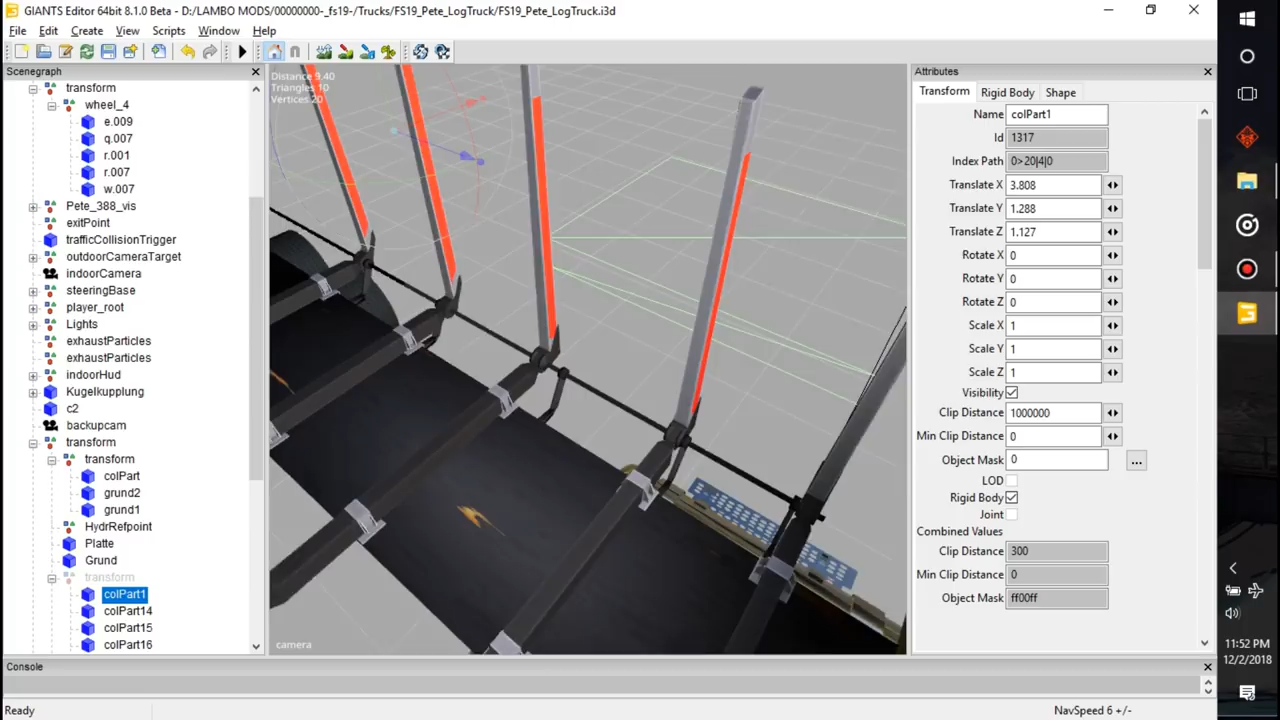 GIANTS Editor 64bit 8.1.0 Beta - D:/LAMBO MODS/00000000-_fs19-/Trucks/FS19_Pete_LogTruck/FS19_Pete_LogTruck.i3d
File Edit Create View Scripts Window Help
Scenegraph
transform
wheel_4
e.009
q.007
r.001
r.007
w.007
Pete_388_vis
exitPoint
trafficCollisionTrigger
outdoorCameraTarget
indoorCamera
steeringBase
player_root
Lights
exhaustParticles
exhaustParticles
indoorHud
Kugelkupplung
c2
backupcam
transform
transform
colPart
grund2
grund1
HydrRefpoint
Platte
Grund
transform
colPart1
colPart14
colPart15
colPart16
Distance 9.40
Triangles 10
Vertices 20
camera
Attributes
Transform Rigid Body Shape
Name colPart1
Id 1317
Index Path 0>20|4|0
Translate X 3.808
Translate Y 1.288
Translate Z 1.127
Rotate X 0
Rotate Y 0
Rotate Z 0
Scale X 1
Scale Y 1
Scale Z 1
Visibility
Clip Distance 1000000
Min Clip Distance 0
Object Mask 0 ...
LOD
Rigid Body
Joint
Combined Values
Clip Distance 300
Min Clip Distance 0
Object Mask ff00ff
Console
Ready
NavSpeed 6 +/-
11:52 PM
12/2/2018